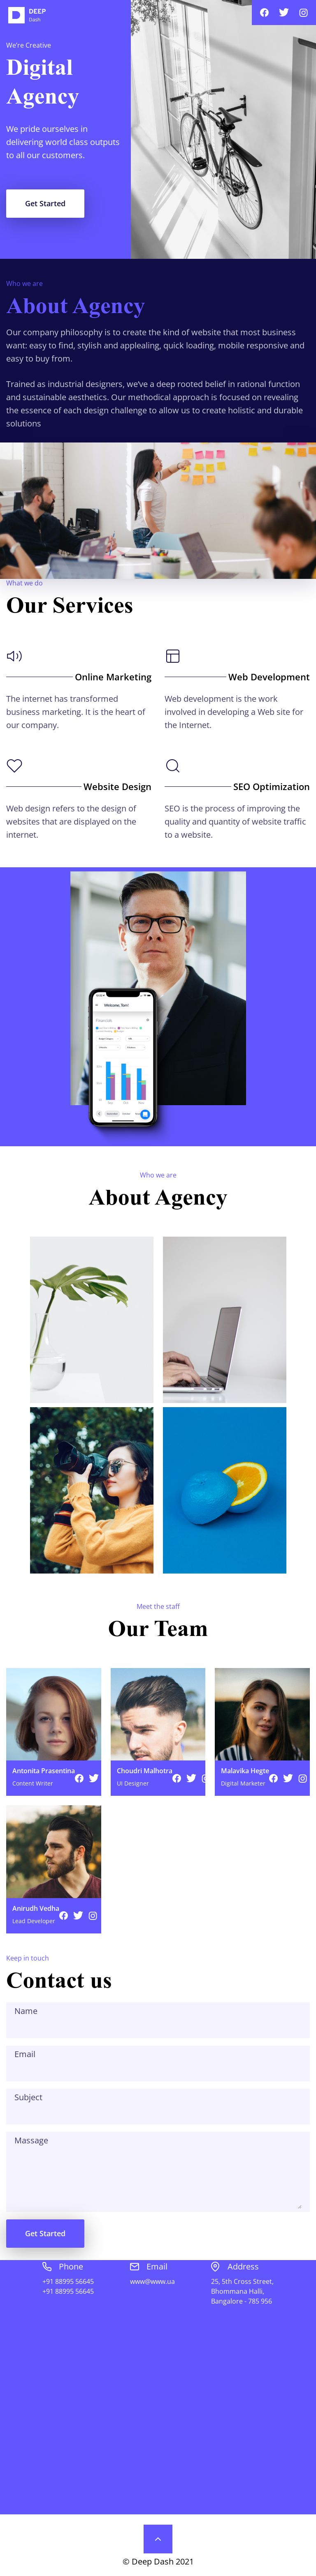 DEEP
Dash
We're Creative
Digital
Agency
We pride ourselves in
delivering world class outputs
to all our customers.
Get Started
Who we are
About Agency
Our company philosophy is to create the kind of website that most business
want: easy to find, stylish and applealing, quick loading, mobile responsive and
easy to buy from.
Trained as industrial designers, we've a deep rooted belief in rational function
and sustainable aesthetics. Our methodical approach is focused on revealing
the essence of each design challenge to allow us to create holistic and durable
solutions
What we do
Our Services
Online Marketing
The internet has transformed
business marketing. It is the heart of
our company.
Web Development
Web development is the work
involved in developing a Web site for
the Internet.
Website Design
Web design refers to the design of
websites that are displayed on the
internet.
SEO Optimization
SEO is the process of improving the
quality and quantity of website traffic
to a website.
Welcome, Sam!
Financials
Who we are
About Agency
Meet the staff
Our Team
Antonita Prasentina
Content Writer
Choudri Malhotra
UI Designer
Malavika Hegte
Digital Marketer
Anirudh Vedha
Lead Developer
Keep in touch
Contact us
Name
Email
Subject
Massage
Get Started
Phone
+91 88995 56645
+91 88995 56645
Email
www@www.ua
Address
25, 5th Cross Street,
Bhommana Halli,
Bangalore - 785 956
© Deep Dash 2021